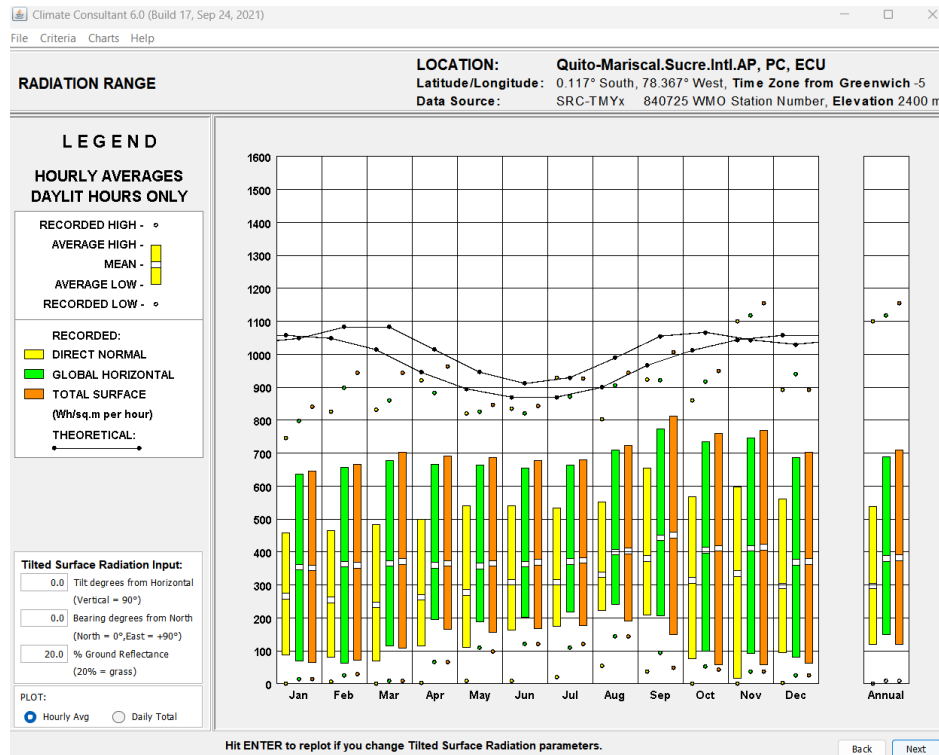 Climate Consultant 6.0 (Build 17, Sep 24, 2021)
File Criteria Charts Help
RADIATION RANGE
LOCATION: Quito-Mariscal.Sucre.Intl.AP, PC, ECU
Latitude/Longitude: 0.117° South, 78.367° West, Time Zone from Greenwich -5
Data Source: SRC-TMYx 840725 WMO Station Number, Elevation 2400 m
LEGEND
HOURLY AVERAGES
DAYLIT HOURS ONLY
RECORDED HIGH -
AVERAGE HIGH -
MEAN -
AVERAGE LOW -
RECORDED LOW -
RECORDED:
DIRECT NORMAL
GLOBAL HORIZONTAL
TOTAL SURFACE
(Wh/sq.m per hour)
THEORETICAL:
Tilted Surface Radiation Input:
0.0 Tilt degrees from Horizontal
(Vertical = 90°)
0.0 Bearing degrees from North
(North = 0°,East = +90°)
20.0 % Ground Reflectance
(20% = grass)
PLOT:
Hourly Avg Daily Total
1600
1500
1400
1300
1200
1100
1000
900
800
700
600
500
400
300
200
100
0
Jan Feb Mar Apr May Jun Jul Aug Sep Oct Nov Dec Annual
Hit ENTER to replot if you change Tilted Surface Radiation parameters.
Back Next